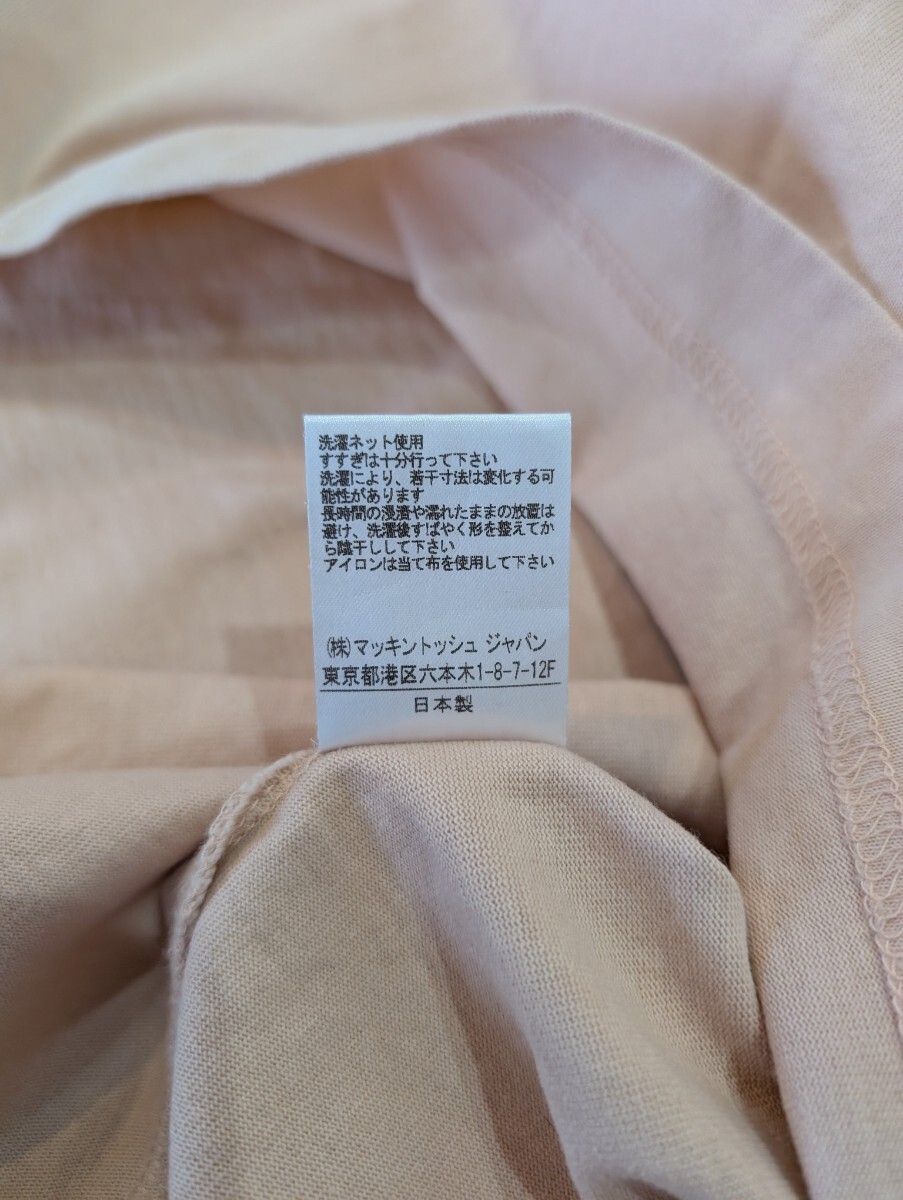 洗濯ネット使用
すすぎは十分行って下さい
洗濯により、若干寸法は変化する可
能性があります
長時間の浸漬や濡れたままの放置は
避け、洗濯後すばやく形を整えてか
ら陰干しして下さい
アイロンは当て布を使用して下さい
(株)マッキントッシュ ジャパン
東京都港区六本木1-8-7-12F
日本製